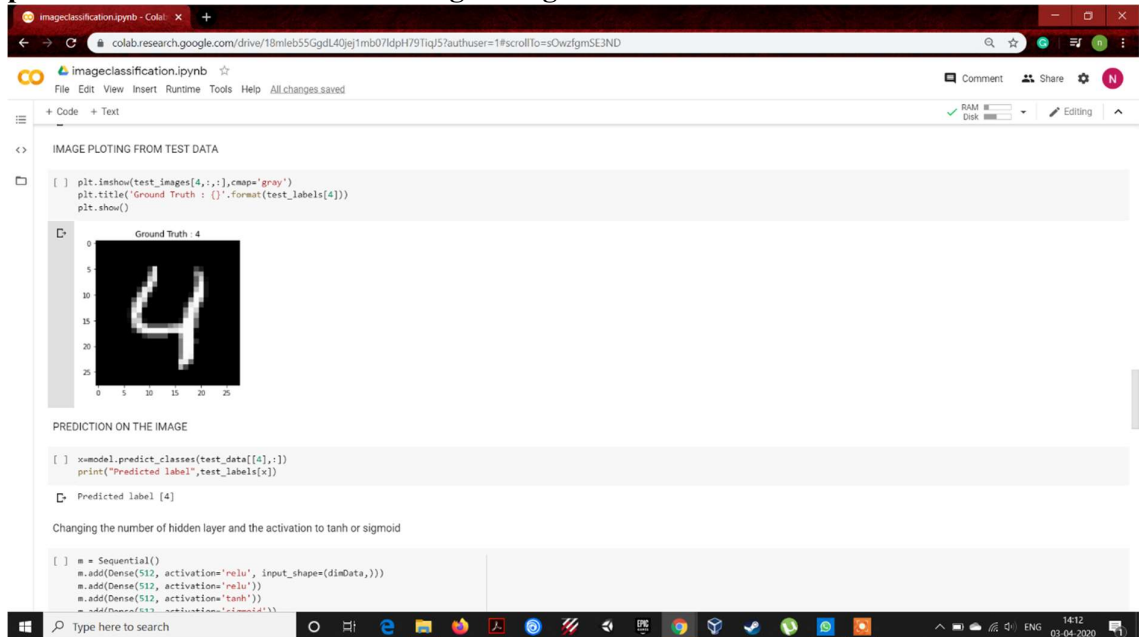 imageclassification.ipynb - Colab
colab.research.google.com/drive/18mleb55GgdL40jej1mb07ldpH79TiqJ5?authuser=1#scrollTo=sOwzfgmSE3ND
imageclassification.ipynb
Comment
Share
N
File Edit View Insert Runtime Tools Help All changes saved
+ Code + Text
RAM
Disk
Editing
IMAGE PLOTING FROM TEST DATA
[ ] plt.imshow(test_images[4,:,:],cmap='gray')
plt.title('Ground Truth : {}'.format(test_labels[4]))
plt.show()
Ground Truth : 4
0
5
10
15
20
25
0 5 10 15 20 25
PREDICTION ON THE IMAGE
[ ] x=model.predict_classes(test_data[[4],:])
print("Predicted label",test_labels[x])
Predicted label [4]
Changing the number of hidden layer and the activation to tanh or sigmoid
[ ] m = Sequential()
m.add(Dense(512, activation='relu', input_shape=(dimData,)))
m.add(Dense(512, activation='relu'))
m.add(Dense(512, activation='tanh'))
m.add(Dense(512, activation='sigmoid'))
Type here to search
ENG
14:12
03-04-2020